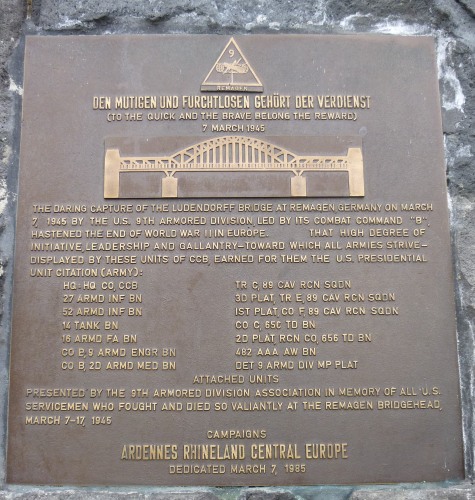 9
REMAGEN
DEN MUTIGEN UND FURCHTLOSEN GEHÖRT DER VERDIENST
(TO THE QUICK AND THE BRAVE BELONG THE REWARD)
7 MARCH 1945
THE DARING CAPTURE OF THE LUDENDORFF BRIDGE AT REMAGEN GERMANY ON MARCH
7, 1945 BY THE U.S. 9TH ARMORED DIVISION, LED BY ITS COMBAT COMMAND "B",
HASTENED THE END OF WORLD WAR II IN EUROPE. THAT HIGH DEGREE OF
INITIATIVE, LEADERSHIP AND GALLANTRY—TOWARD WHICH ALL ARMIES STRIVE—
DISPLAYED BY THESE UNITS OF CCB, EARNED FOR THEM THE U.S. PRESIDENTIAL
UNIT CITATION (ARMY):
HQ & HQ CO, CCB TR C, 89 CAV RCN SQDN
27 ARMD INF BN 3D PLAT, TR E, 89 CAV RCN SQDN
52 ARMD INF BN 1ST PLAT, CO F, 89 CAV RCN SQDN
14 TANK BN CO C, 656 TD BN
16 ARMD FA BN 2D PLAT, RCN CO, 656 TD BN
CO B, 9 ARMD ENGR BN 482 AAA AW BN
CO B, 2D ARMD MED BN DET 9 ARMD DIV MP PLAT
ATTACHED UNITS
PRESENTED BY THE 9TH ARMORED DIVISION ASSOCIATION IN MEMORY OF ALL U.S.
SERVICEMEN WHO FOUGHT AND DIED SO VALIANTLY AT THE REMAGEN BRIDGEHEAD,
MARCH 7-17, 1945
CAMPAIGNS
ARDENNES RHINELAND CENTRAL EUROPE
DEDICATED MARCH 7, 1985